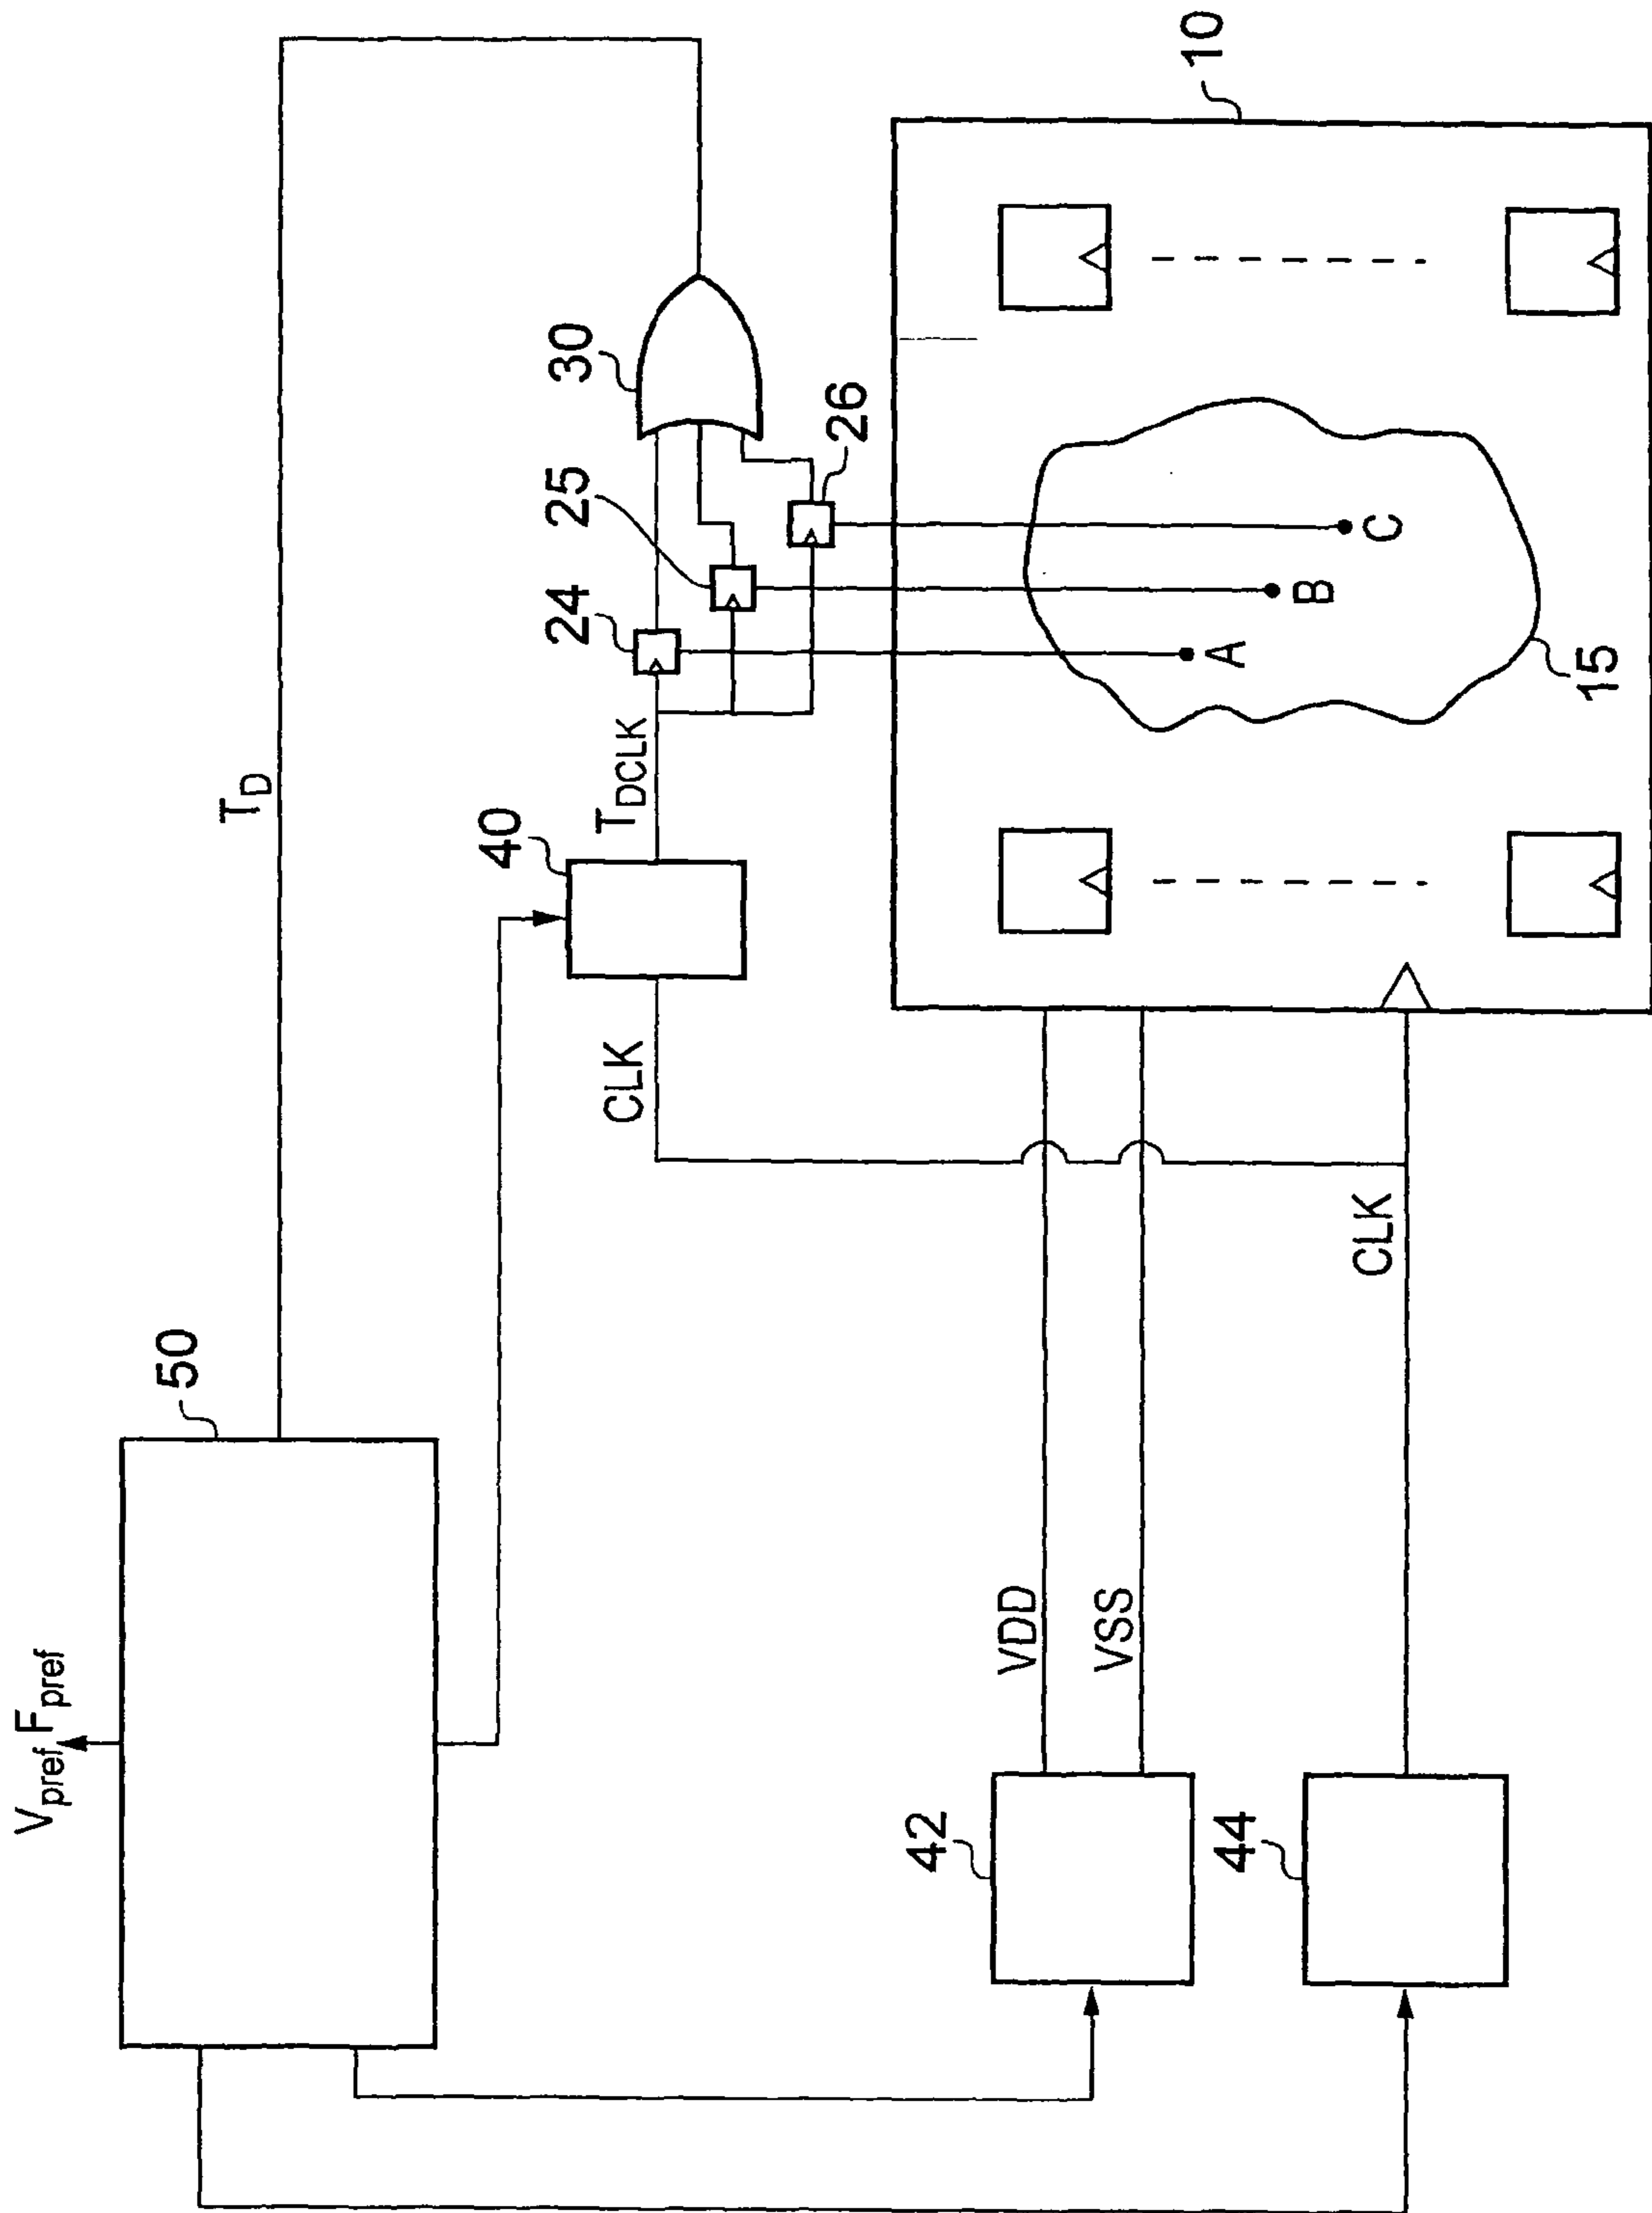 V_pref F_pref
50
T_D
40
CLK
T_DCLK
24
25
26
30
10
42
VDD
VSS
44
CLK
A
B
C
15